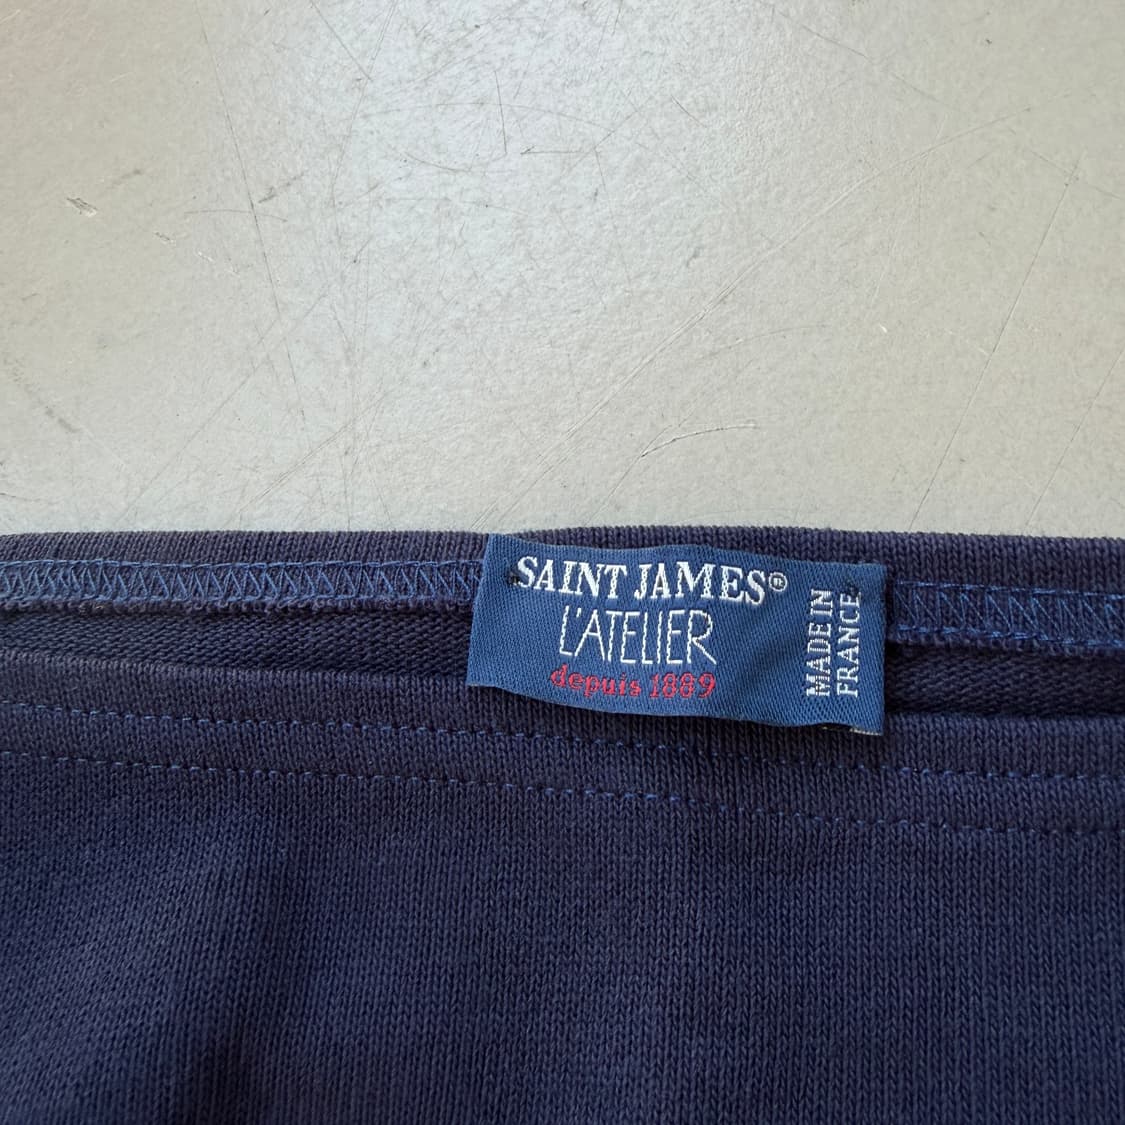 SAINT JAMES®
L'ATELIER
depuis 1889
MADE IN
FRANCE